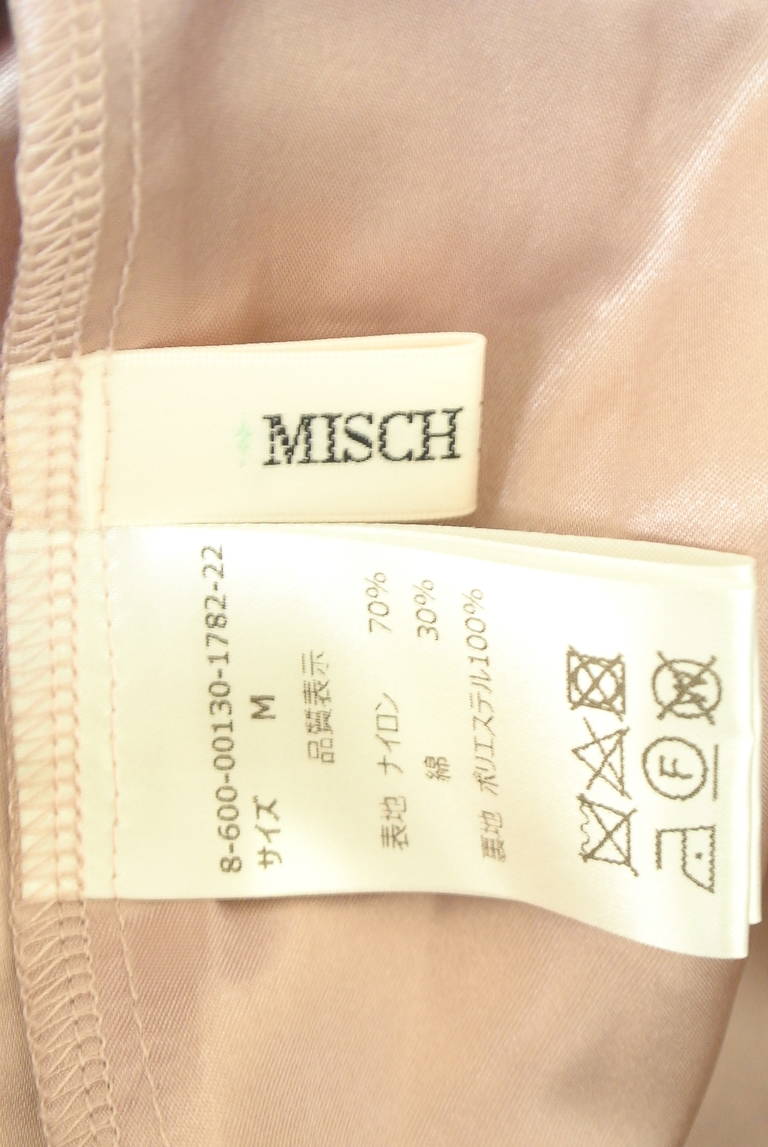 MISCH
8-600-00130-1782-22
サイズ M
品質表示
表地 ナイロン 70%
綿 30%
裏地 ポリエステル100%
W
F